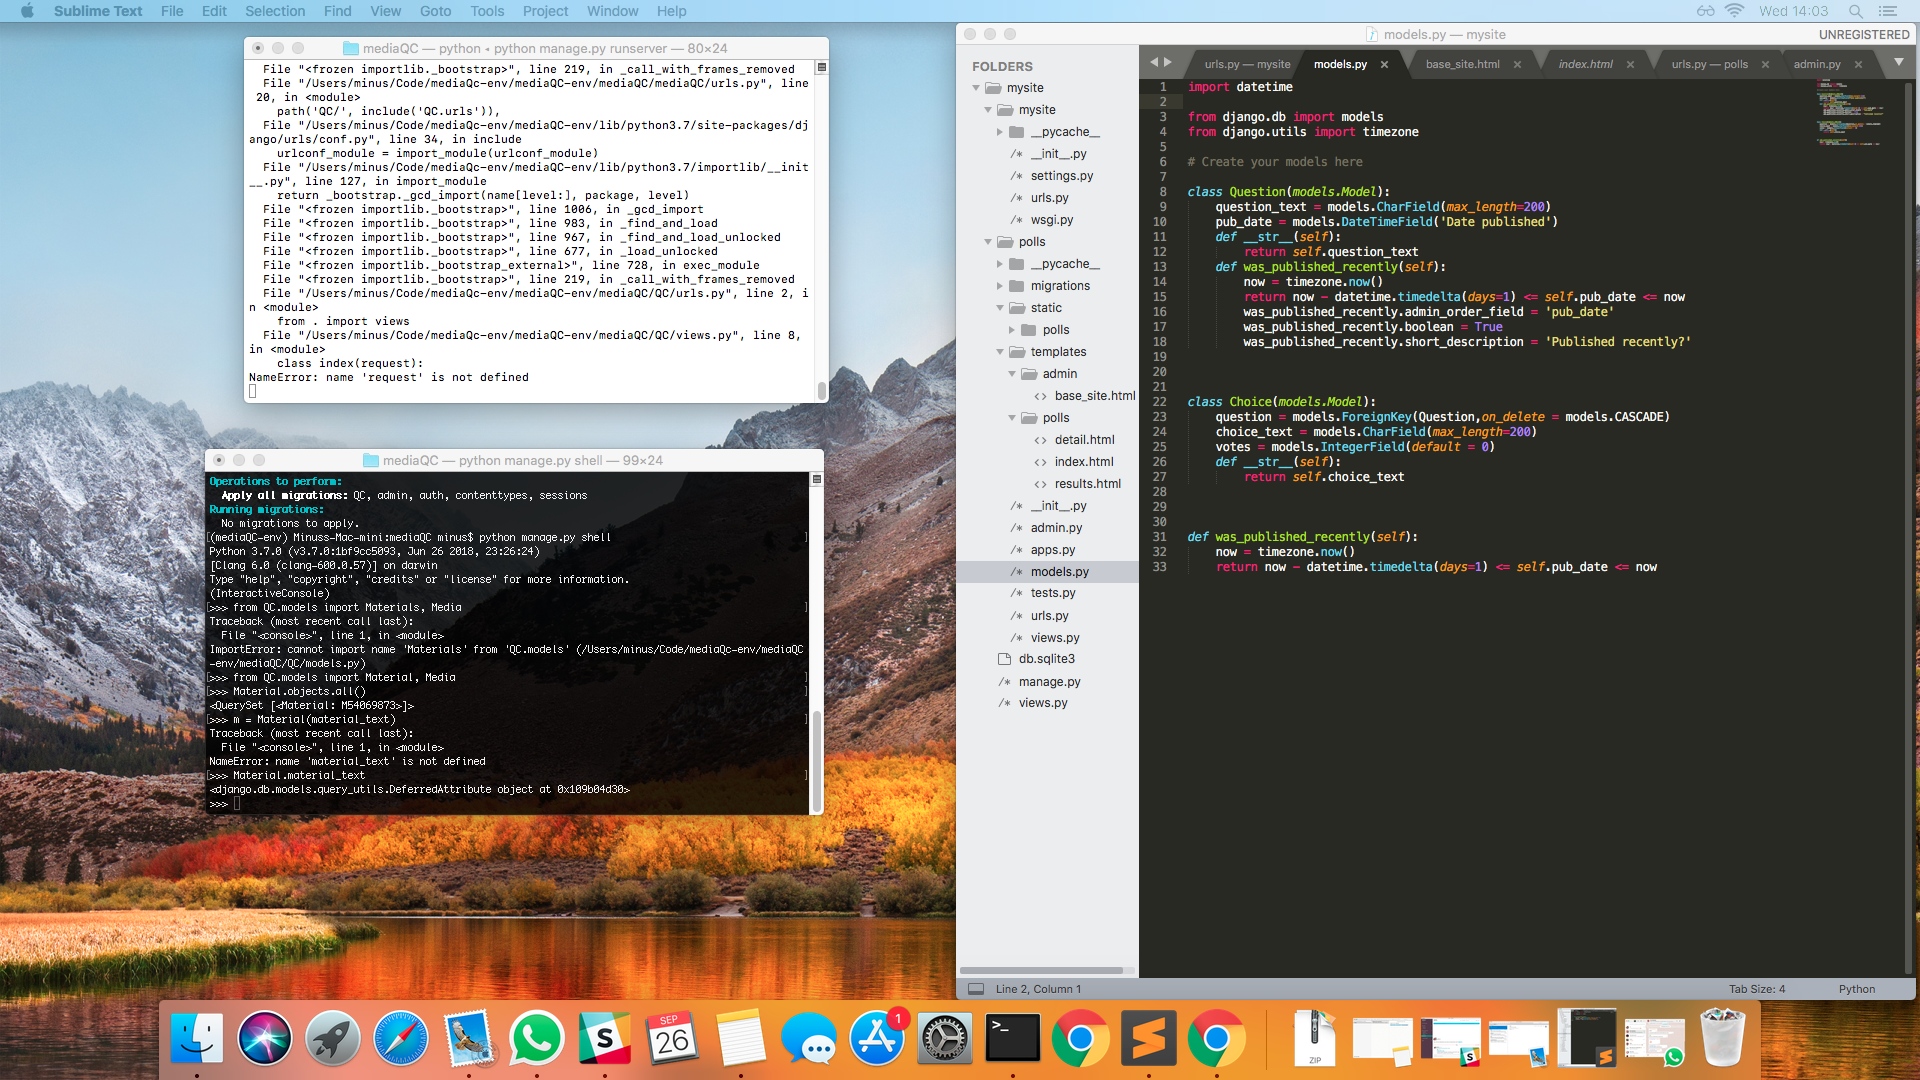 Sublime Text File Edit Selection Find View Goto Tools Project Window Help
Wed 14:03
mediaQC — python • python manage.py runserver — 80×24
File "<frozen importlib._bootstrap>", line 219, in _call_with_frames_removed
File "/Users/minus/Code/mediaQc-env/mediaQC-env/mediaQC/mediaQC/urls.py", line
20, in <module>
path('QC/', include('QC.urls')),
File "/Users/minus/Code/mediaQc-env/mediaQC-env/lib/python3.7/site-packages/dj
ango/urls/conf.py", line 34, in include
urlconf_module = import_module(urlconf_module)
File "/Users/minus/Code/mediaQc-env/mediaQC-env/lib/python3.7/importlib/__init
__.py", line 127, in import_module
return _bootstrap._gcd_import(name[level:], package, level)
File "<frozen importlib._bootstrap>", line 1006, in _gcd_import
File "<frozen importlib._bootstrap>", line 983, in _find_and_load
File "<frozen importlib._bootstrap>", line 967, in _find_and_load_unlocked
File "<frozen importlib._bootstrap>", line 677, in _load_unlocked
File "<frozen importlib._bootstrap_external>", line 728, in exec_module
File "<frozen importlib._bootstrap>", line 219, in _call_with_frames_removed
File "/Users/minus/Code/mediaQc-env/mediaQC-env/mediaQC/QC/urls.py", line 2, i
n <module>
from . import views
File "/Users/minus/Code/mediaQc-env/mediaQC-env/mediaQC/QC/views.py", line 8,
in <module>
class index(request):
NameError: name 'request' is not defined
mediaQC — python manage.py shell — 99×24
Operations to perform:
Apply all migrations: QC, admin, auth, contenttypes, sessions
Running migrations:
No migrations to apply.
[(mediaQC-env) Minuss-Mac-mini:mediaQC minus$ python manage.py shell ]
Python 3.7.0 (v3.7.0:1bf9cc5093, Jun 26 2018, 23:26:24)
[Clang 6.0 (clang-600.0.57)] on darwin
Type "help", "copyright", "credits" or "license" for more information.
(InteractiveConsole)
[>>> from QC.models import Materials, Media ]
Traceback (most recent call last):
File "<console>", line 1, in <module>
ImportError: cannot import name 'Materials' from 'QC.models' (/Users/minus/Code/mediaQc-env/mediaQC
-env/mediaQC/QC/models.py)
[>>> from QC.models import Material, Media ]
[>>> Material.objects.all() ]
<QuerySet [<Material: M54069873>]>
[>>> m = Material(material_text) ]
Traceback (most recent call last):
File "<console>", line 1, in <module>
NameError: name 'material_text' is not defined
[>>> Material.material_text ]
<django.db.models.query_utils.DeferredAttribute object at 0x109b04d30>
>>>
models.py — mysite
UNREGISTERED
FOLDERS
mysite
mysite
__pycache__
/* __init__.py
/* settings.py
/* urls.py
/* wsgi.py
polls
__pycache__
migrations
static
polls
templates
admin
<> base_site.html
polls
<> detail.html
<> index.html
<> results.html
/* __init__.py
/* admin.py
/* apps.py
/* models.py
/* tests.py
/* urls.py
/* views.py
db.sqlite3
/* manage.py
/* views.py
urls.py — mysite models.py × base_site.html × index.html × urls.py — polls × admin.py ×
1 import datetime
2
3 from django.db import models
4 from django.utils import timezone
5
6 # Create your models here
7
8 class Question(models.Model):
9 question_text = models.CharField(max_length=200)
10 pub_date = models.DateTimeField('Date published')
11 def __str__(self):
12 return self.question_text
13 def was_published_recently(self):
14 now = timezone.now()
15 return now - datetime.timedelta(days=1) <= self.pub_date <= now
16 was_published_recently.admin_order_field = 'pub_date'
17 was_published_recently.boolean = True
18 was_published_recently.short_description = 'Published recently?'
19
20
21
22 class Choice(models.Model):
23 question = models.ForeignKey(Question,on_delete = models.CASCADE)
24 choice_text = models.CharField(max_length=200)
25 votes = models.IntegerField(default = 0)
26 def __str__(self):
27 return self.choice_text
28
29
30
31 def was_published_recently(self):
32 now = timezone.now()
33 return now - datetime.timedelta(days=1) <= self.pub_date <= now
Line 2, Column 1
Tab Size: 4
Python
SEP
26
1
>_
ZIP